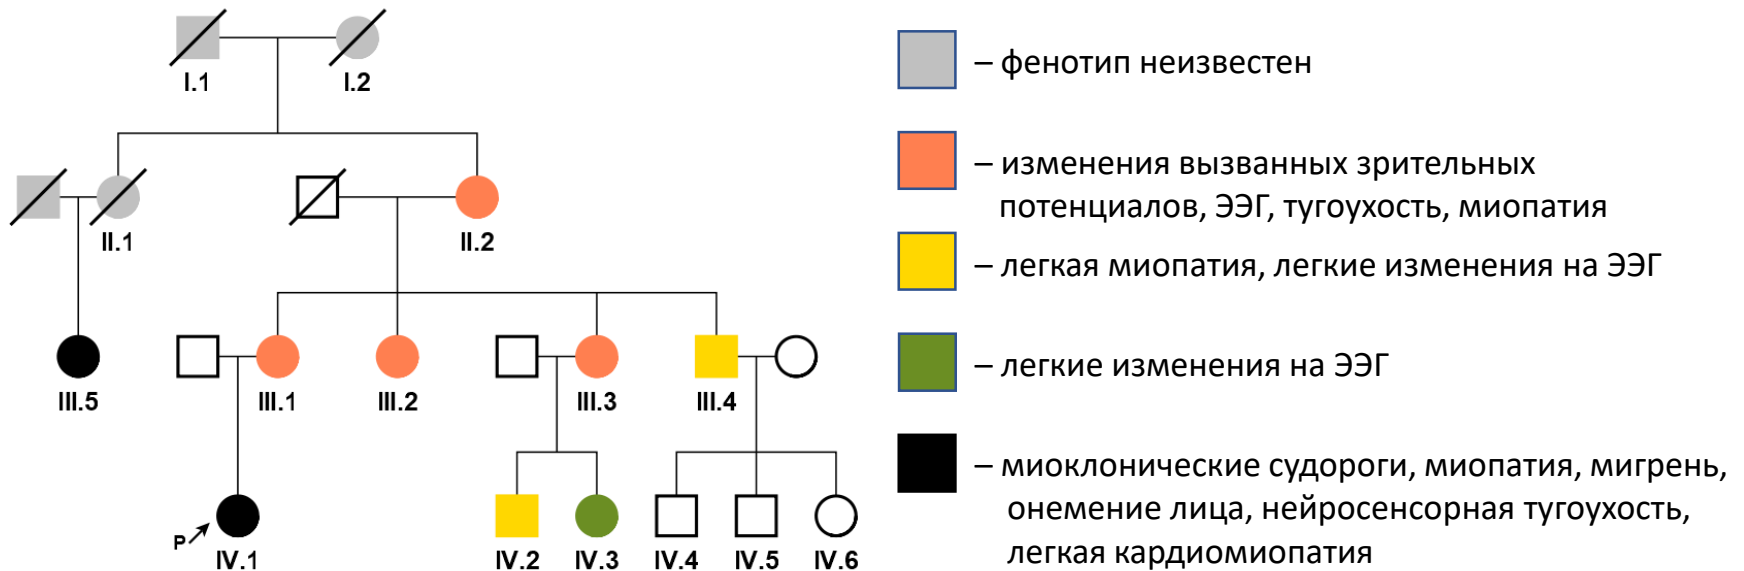 I.1 I.2
II.1 II.2
III.5 III.1 III.2 III.3 III.4
P IV.1 IV.2 IV.3 IV.4 IV.5 IV.6
– фенотип неизвестен
– изменения вызванных зрительных
потенциалов, ЭЭГ, тугоухость, миопатия
– легкая миопатия, легкие изменения на ЭЭГ
– легкие изменения на ЭЭГ
– миоклонические судороги, миопатия, мигрень,
онемение лица, нейросенсорная тугоухость,
легкая кардиомиопатия